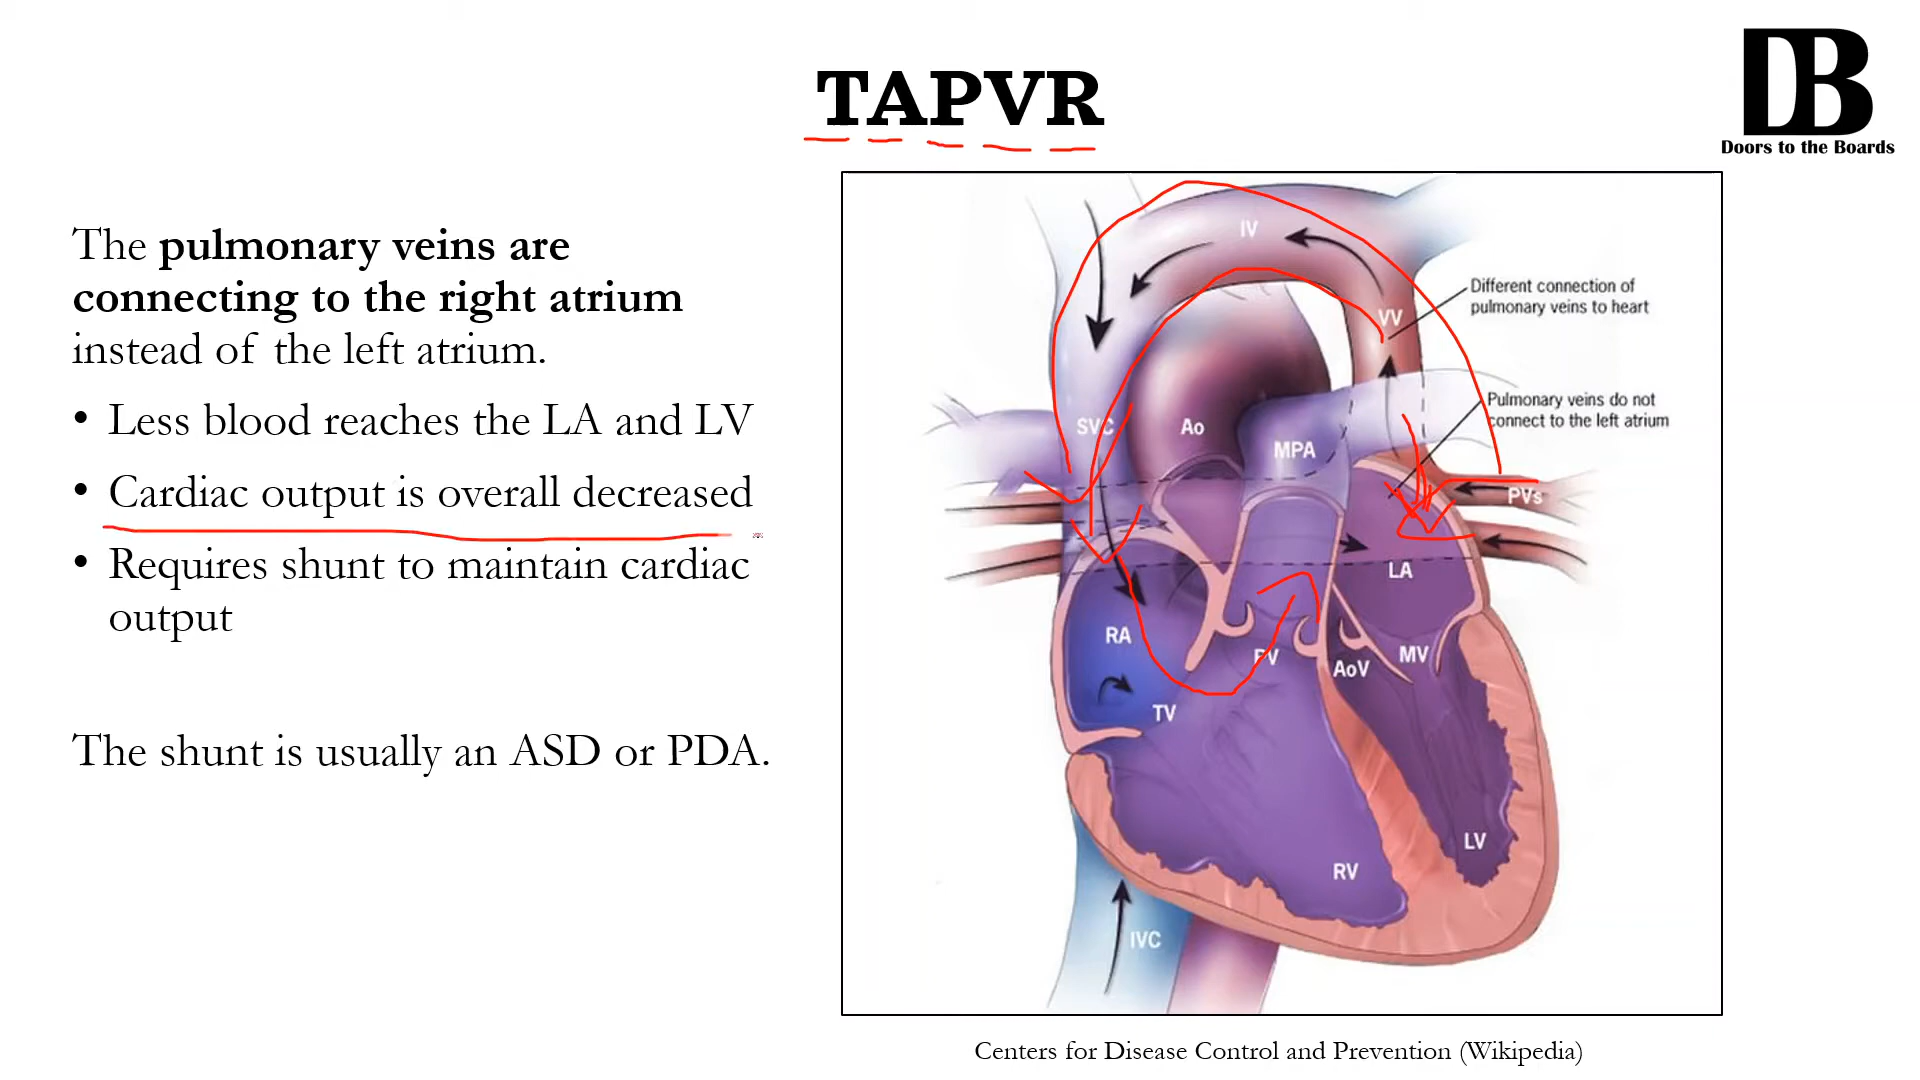 TAPVR
DB
Doors to the Boards
The pulmonary veins are
connecting to the right atrium
instead of the left atrium.
• Less blood reaches the LA and LV
• Cardiac output is overall decreased
• Requires shunt to maintain cardiac
output
The shunt is usually an ASD or PDA.
IV
Different connection of
pulmonary veins to heart
VV
Pulmonary veins do not
connect to the left atrium
SVC
Ao
MPA
PVs
LA
RA
PV
AoV
MV
TV
LV
RV
IVC
Centers for Disease Control and Prevention (Wikipedia)